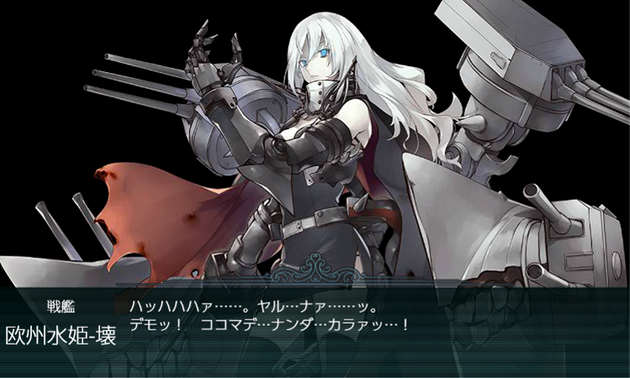 戦艦
欧州水姫-壊
ハッハハハァ……。ヤル…ナァ……ッ。
デモッ！　ココマデ…ナンダ…カラァッ…！